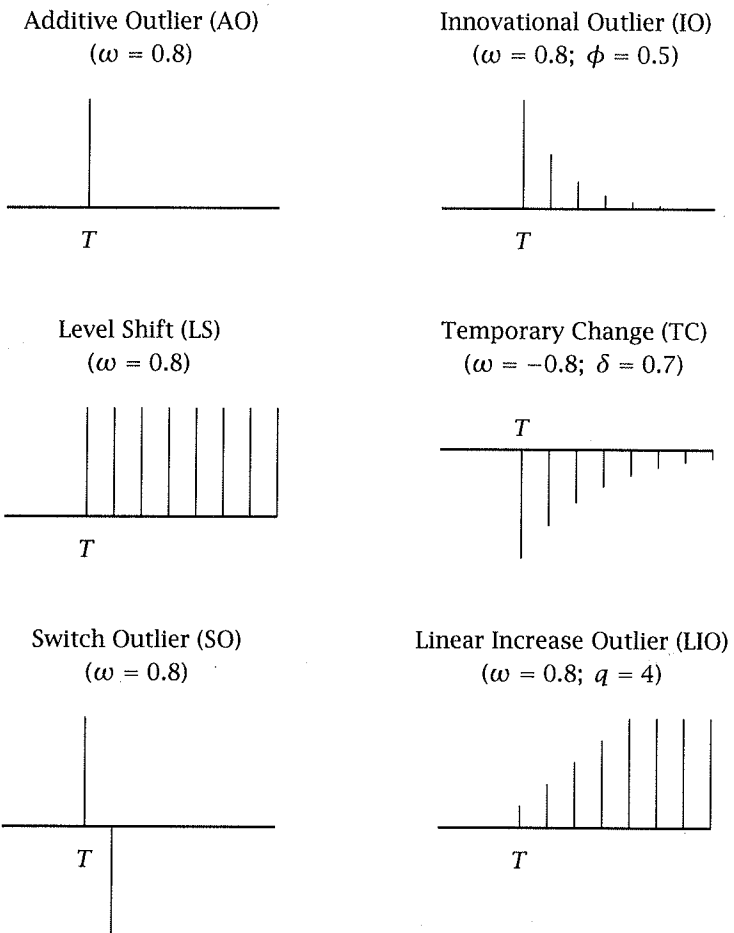 Additive Outlier (AO)
(ω = 0.8)
T
Innovational Outlier (IO)
(ω = 0.8; ϕ = 0.5)
T
Level Shift (LS)
(ω = 0.8)
T
Temporary Change (TC)
(ω = −0.8; δ = 0.7)
T
Switch Outlier (SO)
(ω = 0.8)
T
Linear Increase Outlier (LIO)
(ω = 0.8; q = 4)
T